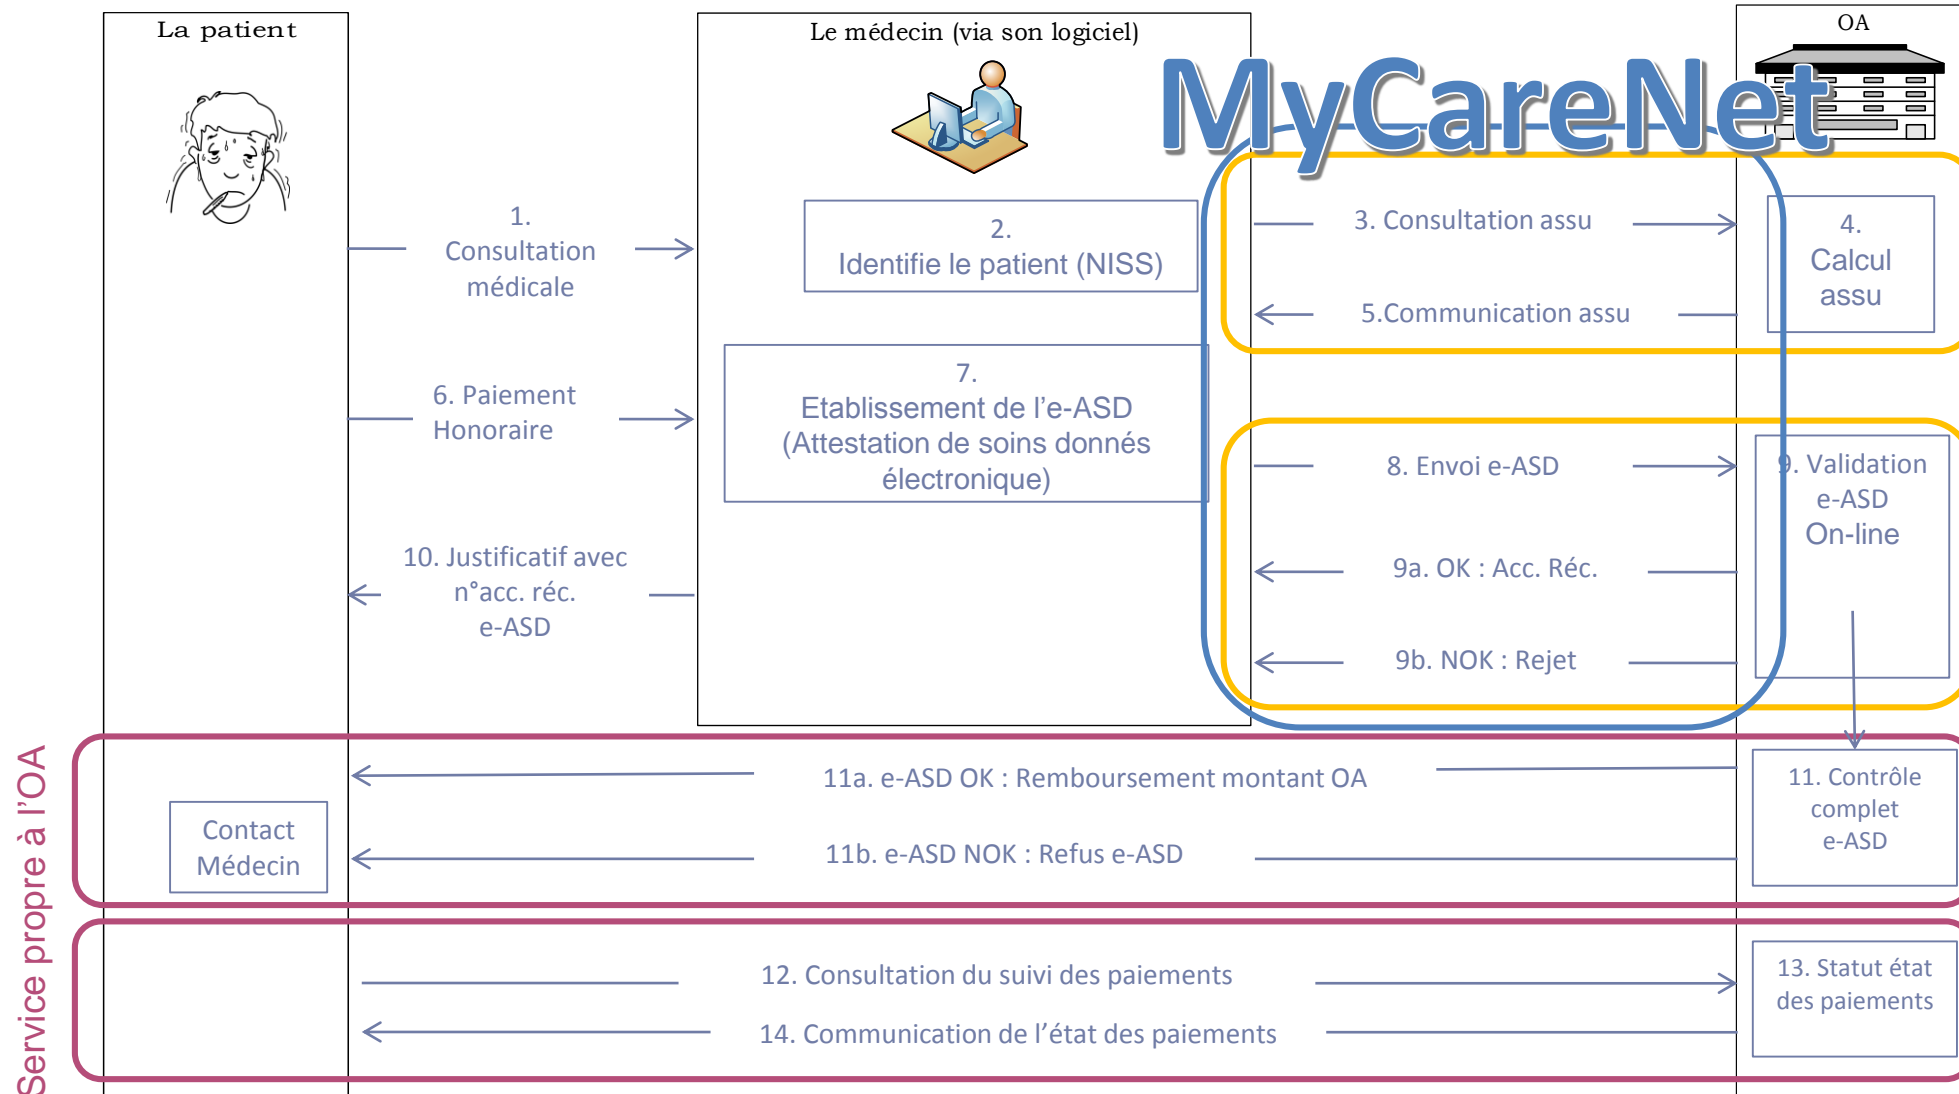 La patient
Le médecin (via son logiciel)
OA
MyCareNet
1.
Consultation
médicale
2.
Identifie le patient (NISS)
3. Consultation assu
4.
Calcul
assu
5.Communication assu
6. Paiement
Honoraire
7.
Etablissement de l’e-ASD
(Attestation de soins donnés
électronique)
8. Envoi e-ASD
9. Validation
e-ASD
On-line
9a. OK : Acc. Réc.
9b. NOK : Rejet
10. Justificatif avec
n°acc. réc.
e-ASD
Service propre à l’OA
11a. e-ASD OK : Remboursement montant OA
11. Contrôle
complet
e-ASD
Contact
Médecin
11b. e-ASD NOK : Refus e-ASD
12. Consultation du suivi des paiements
13. Statut état
des paiements
14. Communication de l’état des paiements